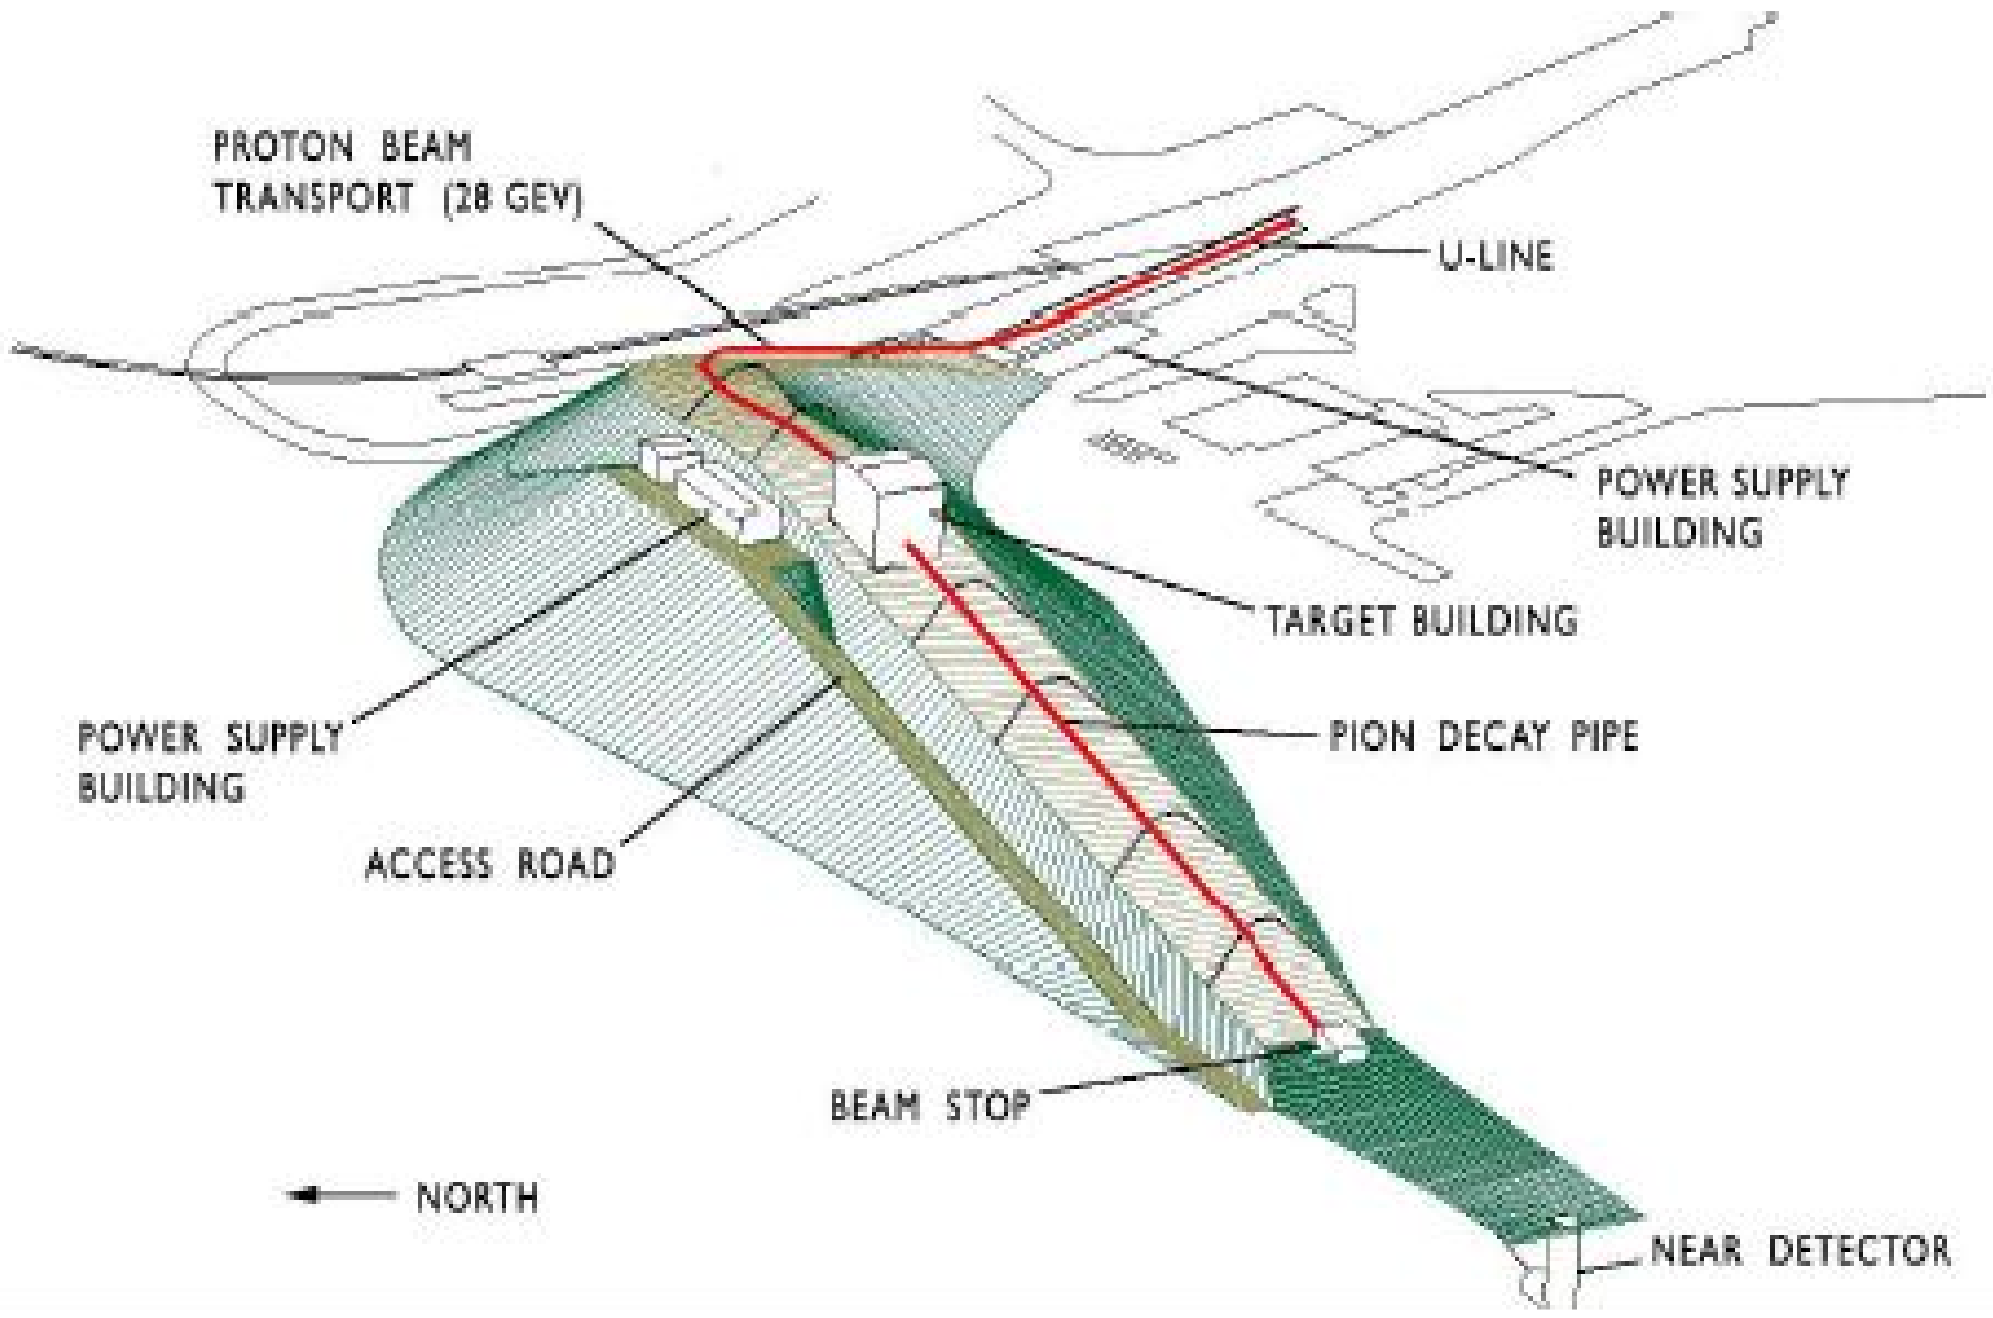 PROTON BEAM
TRANSPORT (28 GEV)
U-LINE
POWER SUPPLY
BUILDING
TARGET BUILDING
PION DECAY PIPE
POWER SUPPLY
BUILDING
ACCESS ROAD
BEAM STOP
NORTH
NEAR DETECTOR